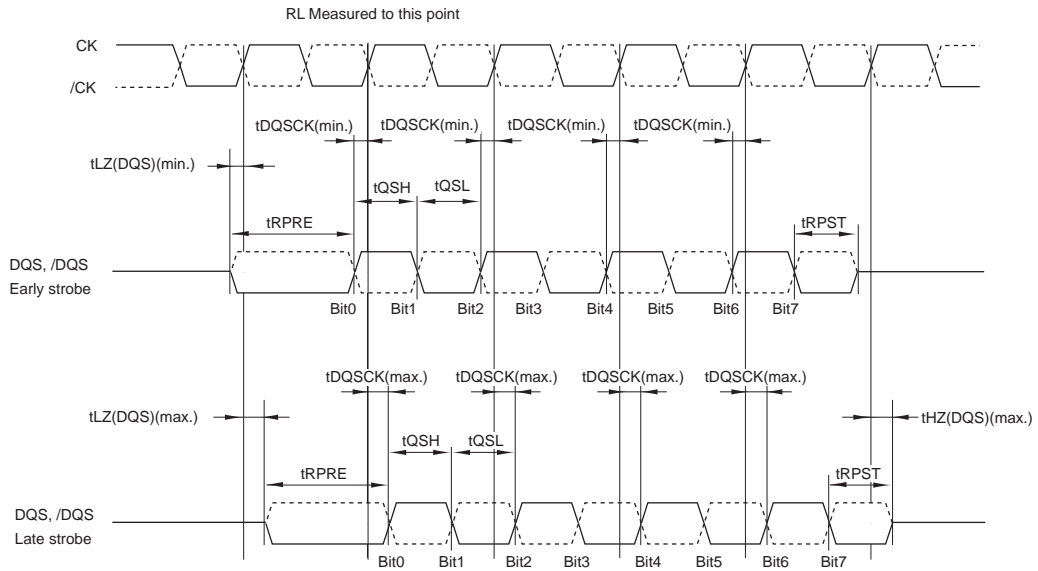 RL Measured to this point
CK
/CK
tDQSCK(min.) tDQSCK(min.) tDQSCK(min.) tDQSCK(min.)
tLZ(DQS)(min.)
tQSH tQSL
tRPRE tRPST
DQS, /DQS
Early strobe
Bit0 Bit1 Bit2 Bit3 Bit4 Bit5 Bit6 Bit7
tDQSCK(max.) tDQSCK(max.) tDQSCK(max.) tDQSCK(max.)
tLZ(DQS)(max.) tHZ(DQS)(max.)
tQSH tQSL
tRPRE tRPST
DQS, /DQS
Late strobe
Bit0 Bit1 Bit2 Bit3 Bit4 Bit5 Bit6 Bit7